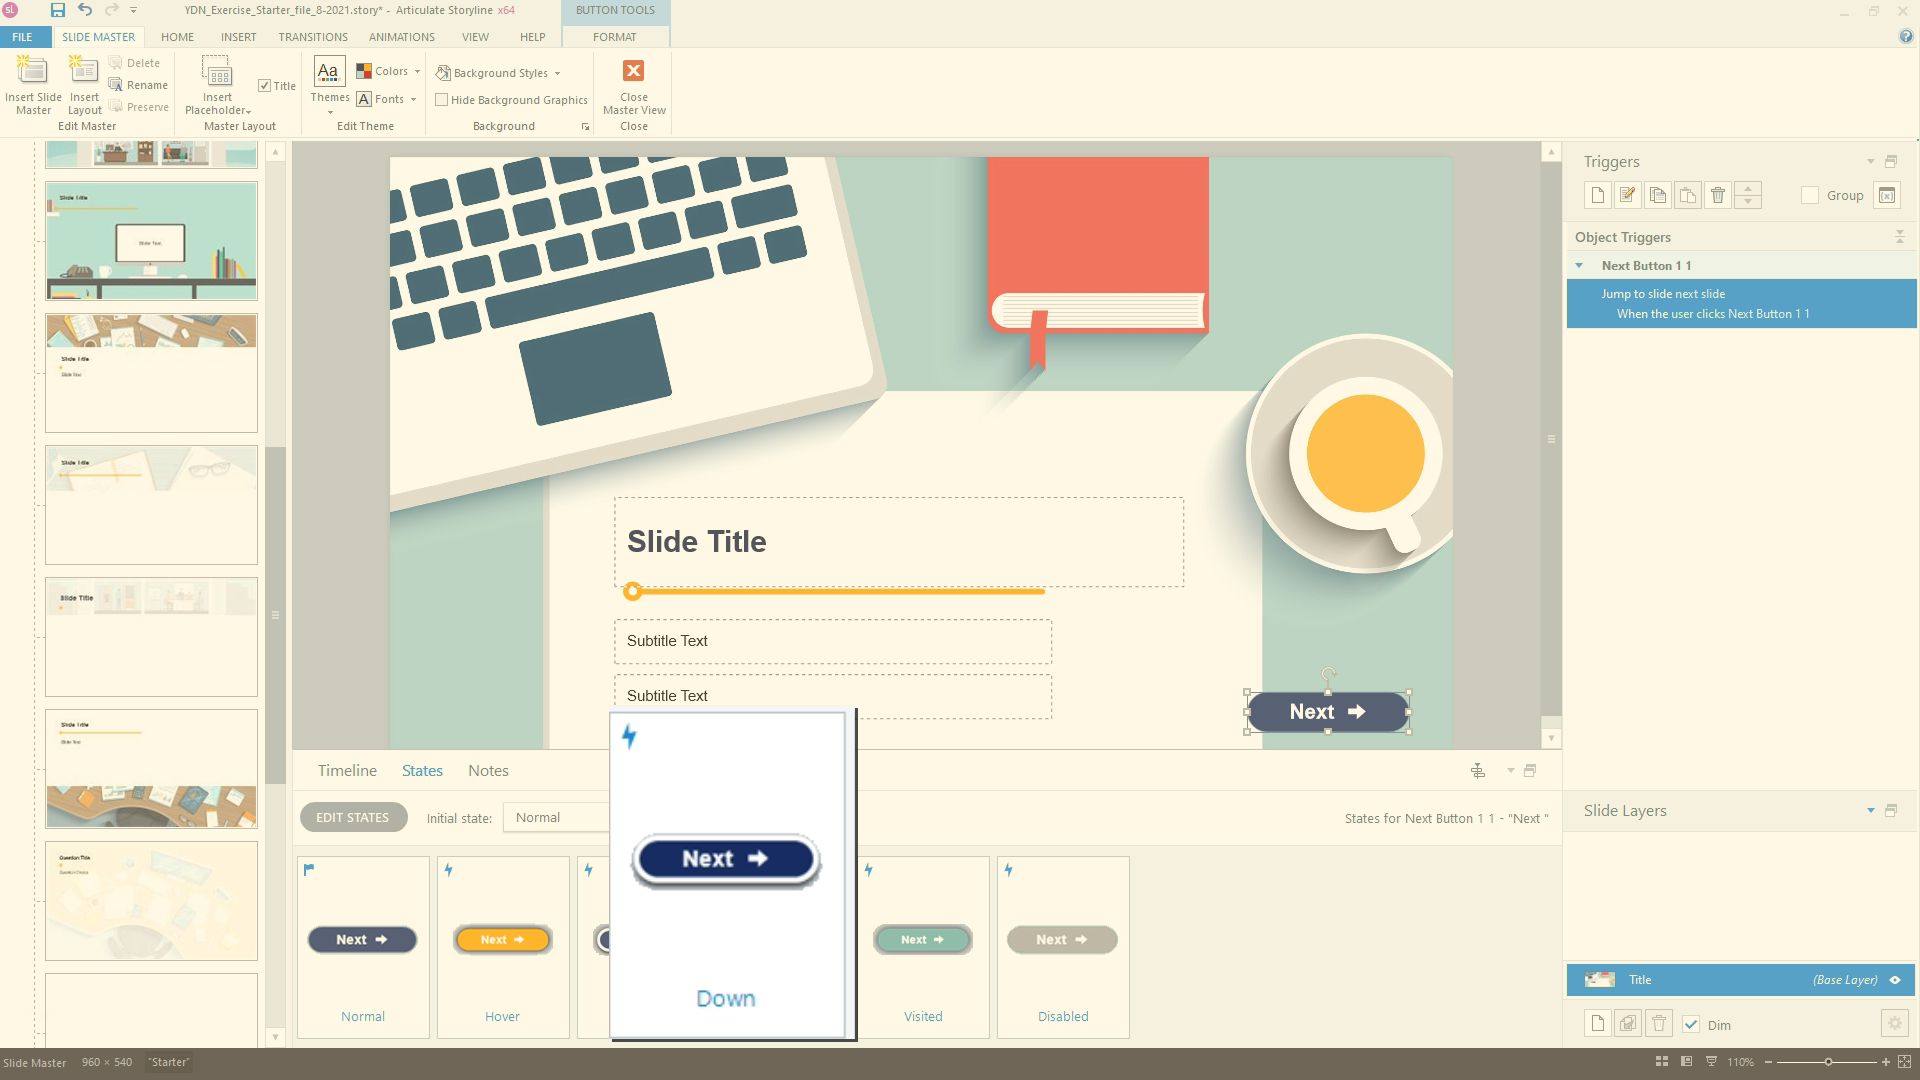 YDN_Exercise_Starter_file_8-2021.story* - Articulate Storyline x64
BUTTON TOOLS
FILE
SLIDE MASTER
HOME
INSERT
TRANSITIONS
ANIMATIONS
VIEW
HELP
FORMAT
Insert Slide Master
Insert Layout
Delete
Rename
Preserve
Edit Master
Insert Placeholder
Title
Master Layout
Aa
Themes
Colors
Fonts
Edit Theme
Background Styles
Hide Background Graphics
Background
Close Master View
Close
Slide Title
Slide Text
Slide Title
Slide Text
Slide Title
Slide Title
Slide Title
Slide Text
Question Title
Slide Title
Subtitle Text
Subtitle Text
Next
Triggers
Group
Object Triggers
Next Button 1 1
Jump to slide next slide
When the user clicks Next Button 1 1
Timeline
States
Notes
EDIT STATES
Initial state:
Normal
States for Next Button 1 1 - "Next "
Next
Normal
Next
Hover
Next
Down
Next
Visited
Next
Disabled
Slide Layers
Title
(Base Layer)
Dim
Slide Master
960 × 540
"Starter"
110%